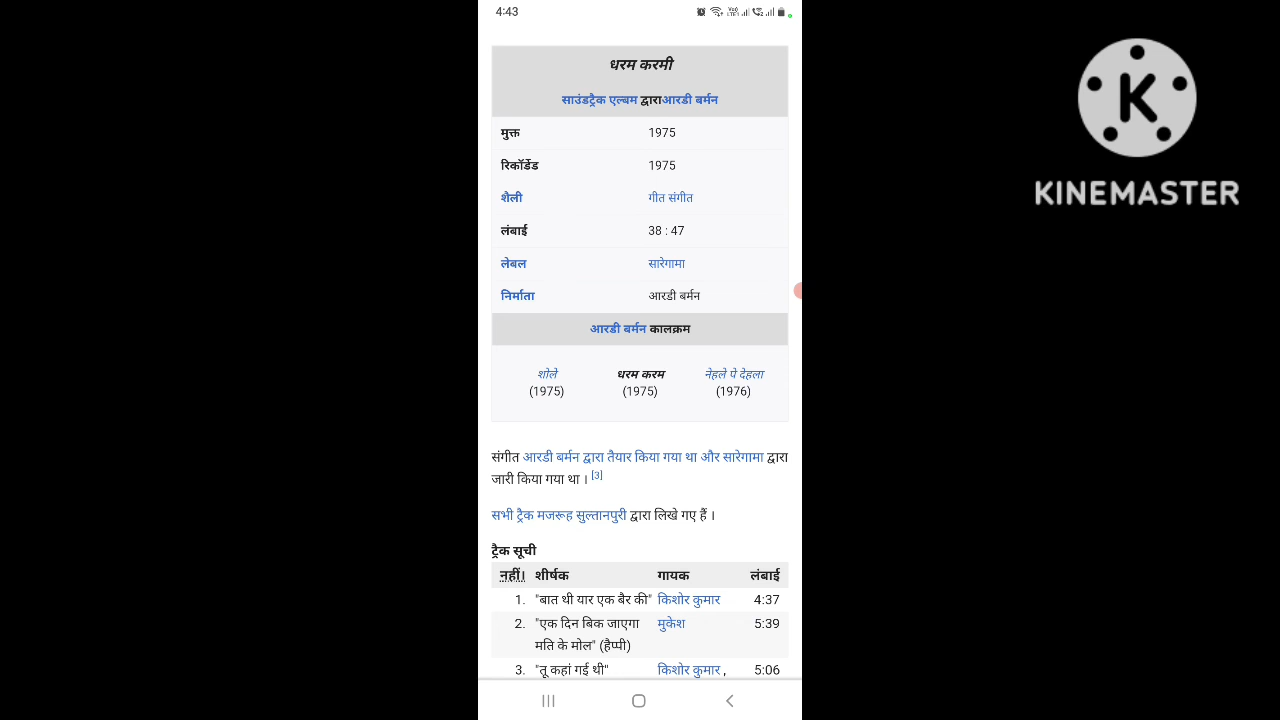 4:43
धरम करमी
साउंडट्रैक एल्बम द्वाराआरडी बर्मन
मुक्त 1975
रिकॉर्डेड 1975
शैली गीत संगीत
लंबाई 38 : 47
लेबल सारेगामा
निर्माता आरडी बर्मन
आरडी बर्मन कालक्रम
शोले धरम करम नेहले पे देहला
(1975) (1975) (1976)
संगीत आरडी बर्मन द्वारा तैयार किया गया था और सारेगामा द्वारा
जारी किया गया था । [3]
सभी ट्रैक मजरूह सुल्तानपुरी द्वारा लिखे गए हैं ।
ट्रैक सूची
नहीं। शीर्षक गायक लंबाई
1. "बात थी यार एक बैर की" किशोर कुमार 4:37
2. "एक दिन बिक जाएगा मुकेश 5:39
मति के मोल" (हैप्पी)
3. "तू कहां गई थी" किशोर कुमार , 5:06
K
KINEMASTER